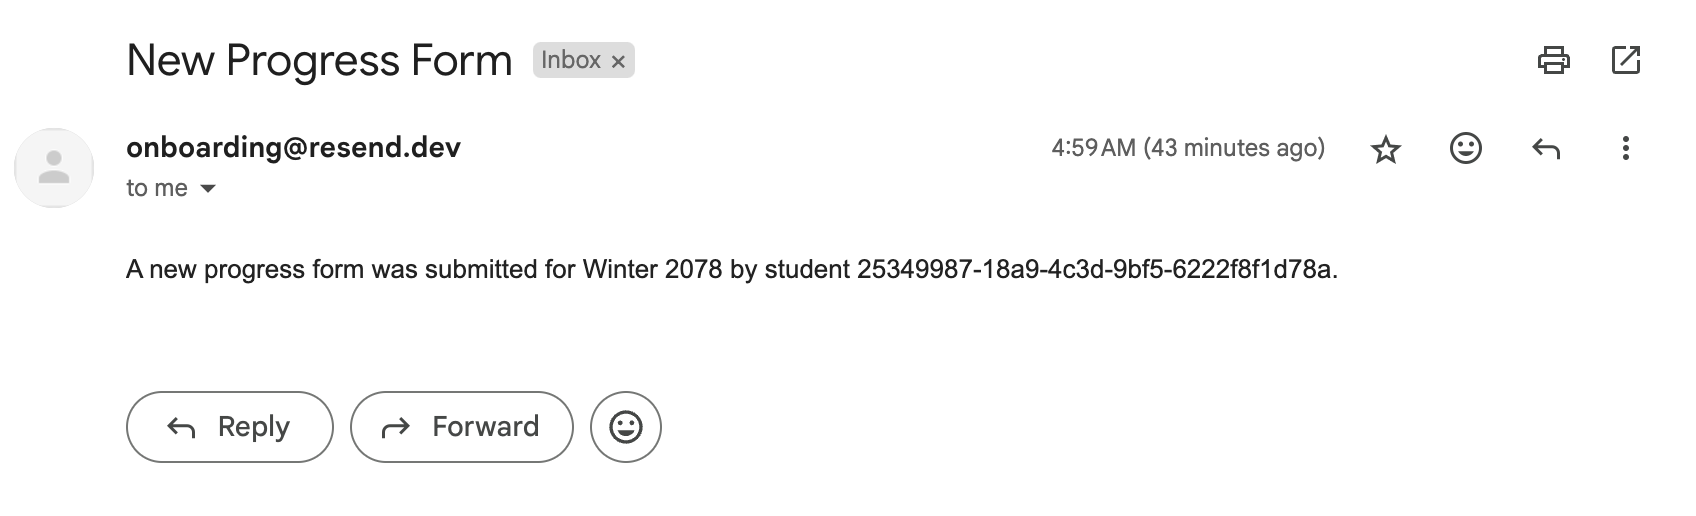 New Progress Form Inbox ×
onboarding@resend.dev 4:59 AM (43 minutes ago)
to me
A new progress form was submitted for Winter 2078 by student 25349987-18a9-4c3d-9bf5-6222f8f1d78a.
Reply Forward